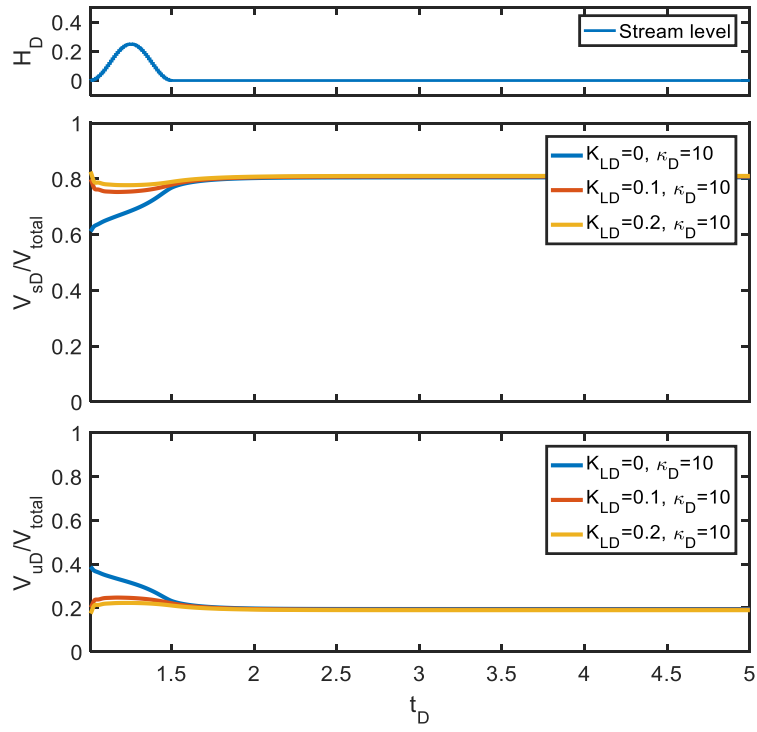 0.4
0.2
0
H_D
Stream level
1
0.8
0.6
0.4
0.2
0
V_sD/V_total
K_LD=0, κ_D=10
K_LD=0.1, κ_D=10
K_LD=0.2, κ_D=10
1
0.8
0.6
0.4
0.2
0
V_uD/V_total
K_LD=0, κ_D=10
K_LD=0.1, κ_D=10
K_LD=0.2, κ_D=10
1.5 2 2.5 3 3.5 4 4.5 5
t_D